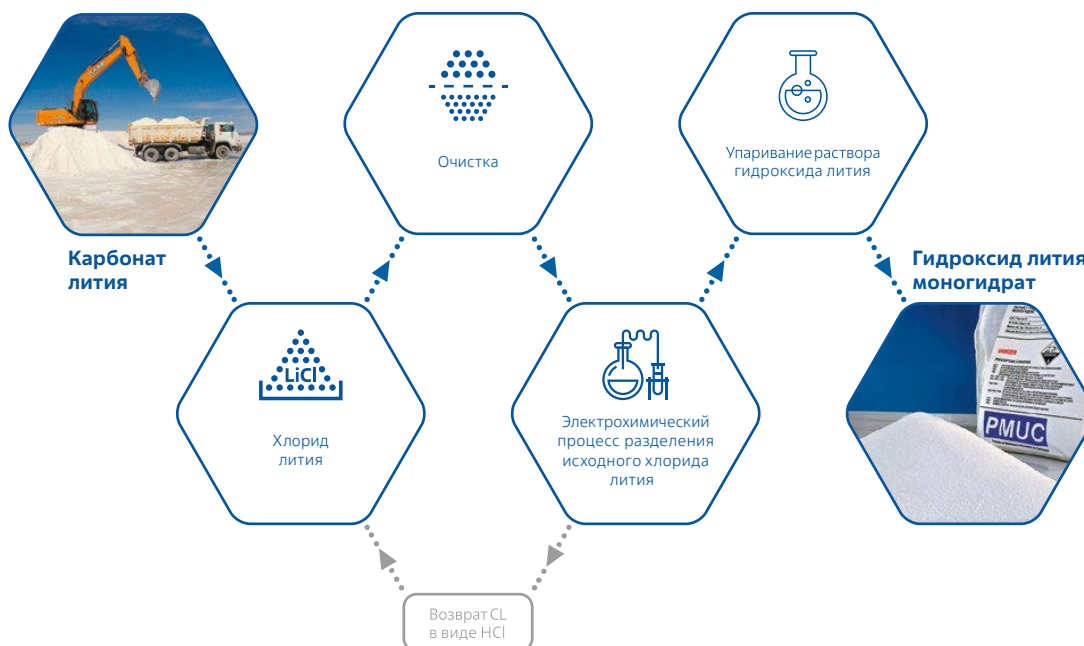 Очистка
Упаривание раствора
гидроксида лития
Карбонат
лития
Гидроксид лития
моногидрат
LiCl
Хлорид
лития
Электрохимический
процесс разделения
исходного хлорида
лития
DANGER
PMUC
Возврат CL
в виде HCl